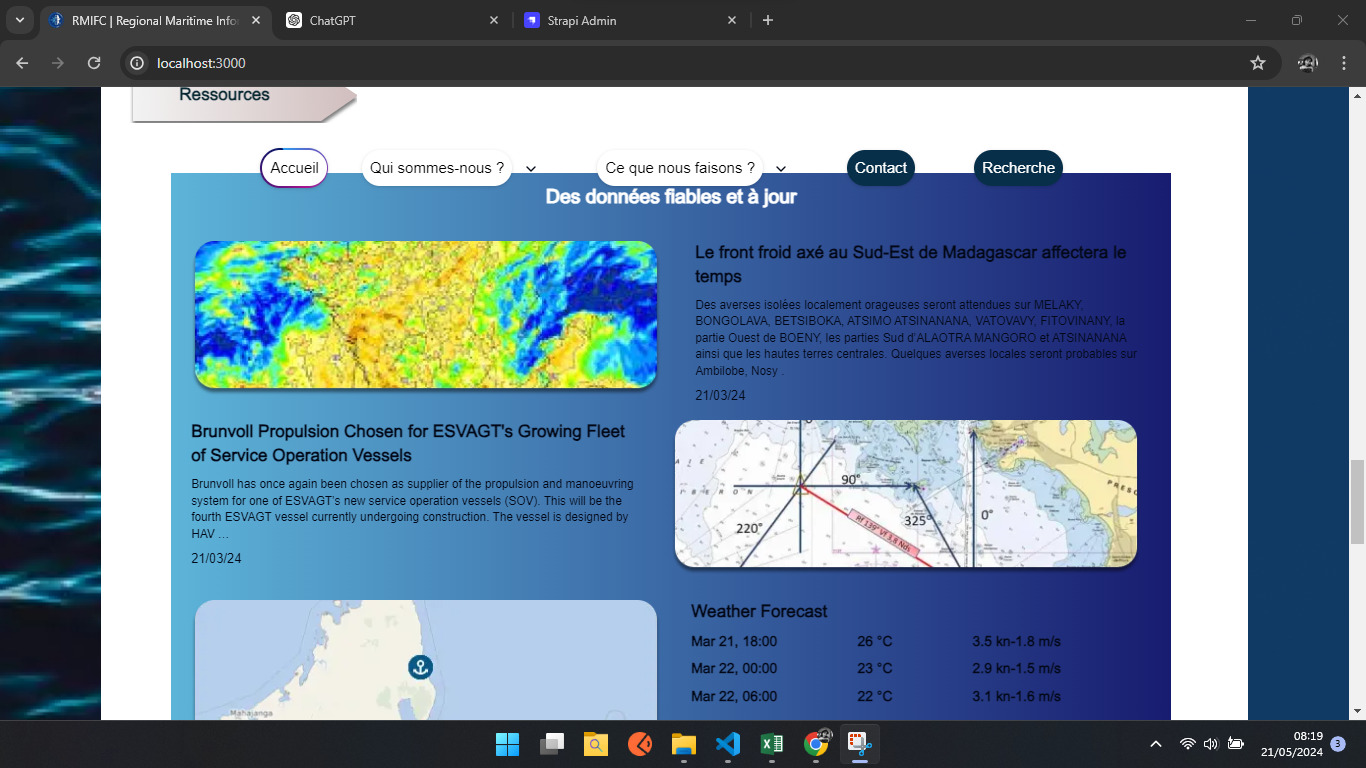 RMIFC | Regional Maritime Info
ChatGPT
Strapi Admin
localhost:3000
Ressources
Accueil
Qui sommes-nous ?
Ce que nous faisons ?
Contact
Recherche
Des données fiables et à jour
Le front froid axé au Sud-Est de Madagascar affectera le
temps
Des averses isolées localement orageuses seront attendues sur MELAKY,
BONGOLAVA, BETSIBOKA, ATSIMO ATSINANANA, VATOVAVY, FITOVINANY, la
partie Ouest de BOENY, les parties Sud d'ALAOTRA MANGORO et ATSINANANA
ainsi que les hautes terres centrales. Quelques averses locales seront probables sur
Ambilobe, Nosy .
21/03/24
Brunvoll Propulsion Chosen for ESVAGT's Growing Fleet
of Service Operation Vessels
Brunvoll has once again been chosen as supplier of the propulsion and manoeuvring
system for one of ESVAGT's new service operation vessels (SOV). This will be the
fourth ESVAGT vessel currently undergoing construction. The vessel is designed by
HAV ...
21/03/24
90°
220°
325°
0°
Rf 139° Vf 3,8 Nds
Mahajanga
Weather Forecast
Mar 21, 18:00 26 °C 3.5 kn-1.8 m/s
Mar 22, 00:00 23 °C 2.9 kn-1.5 m/s
Mar 22, 06:00 22 °C 3.1 kn-1.6 m/s
08:19
21/05/2024
3